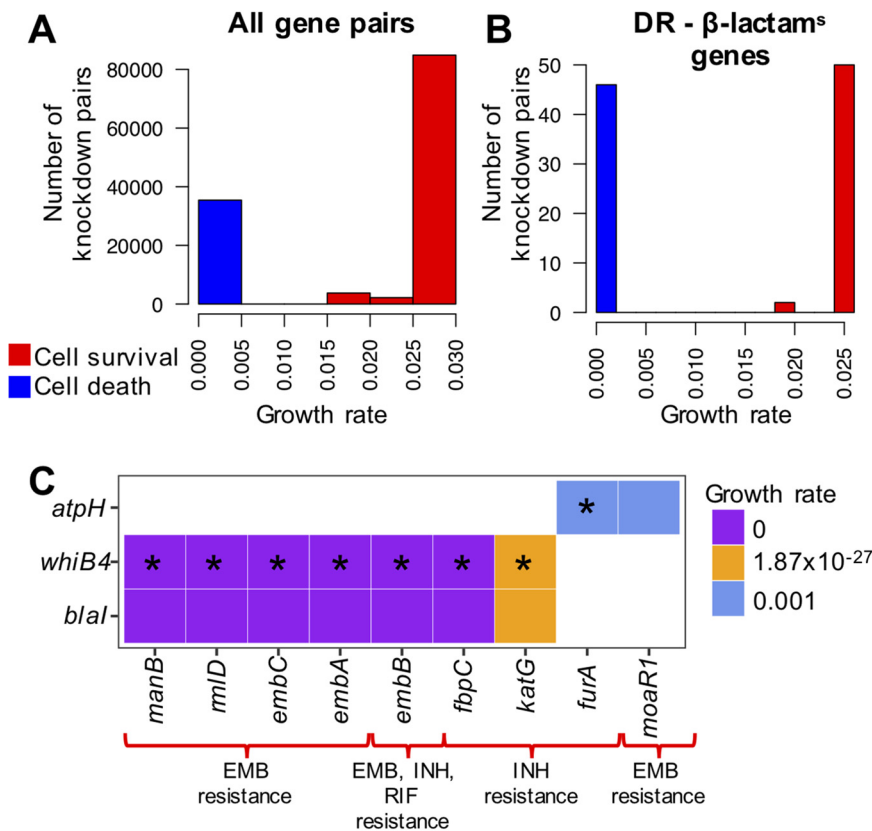 A
All gene pairs
Number of
knockdown pairs
80000
60000
40000
20000
0
0.000
0.005
0.010
0.015
0.020
0.025
0.030
Growth rate
Cell survival
Cell death
B
DR - β-lactamˢ
genes
Number of
knockdown pairs
50
40
30
20
10
0
0.000
0.005
0.010
0.015
0.020
0.025
Growth rate
C
atpH
whiB4
blaI
* * * * * * * *
manB
rmlD
embC
embA
embB
fbpC
katG
furA
moaR1
EMB
resistance
EMB, INH,
RIF
resistance
INH
resistance
EMB
resistance
Growth rate
0
1.87x10⁻²⁷
0.001